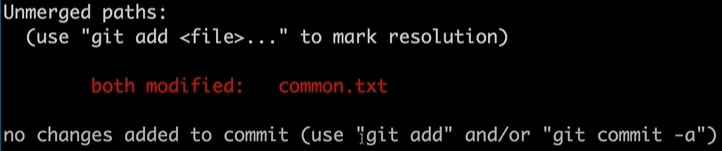 Unmerged paths:
(use "git add <file>..." to mark resolution)
both modified: common.txt
no changes added to commit (use "git add" and/or "git commit -a")